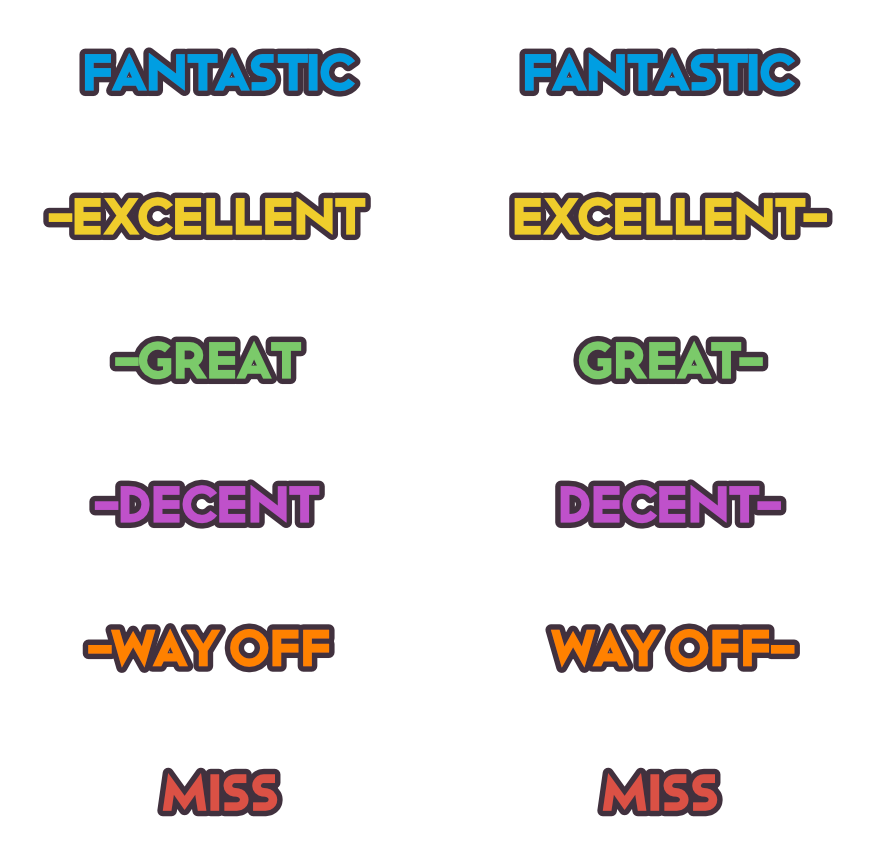 FANTASTIC FANTASTIC
-EXCELLENT EXCELLENT-
-GREAT GREAT-
-DECENT DECENT-
-WAY OFF WAY OFF-
MISS MISS